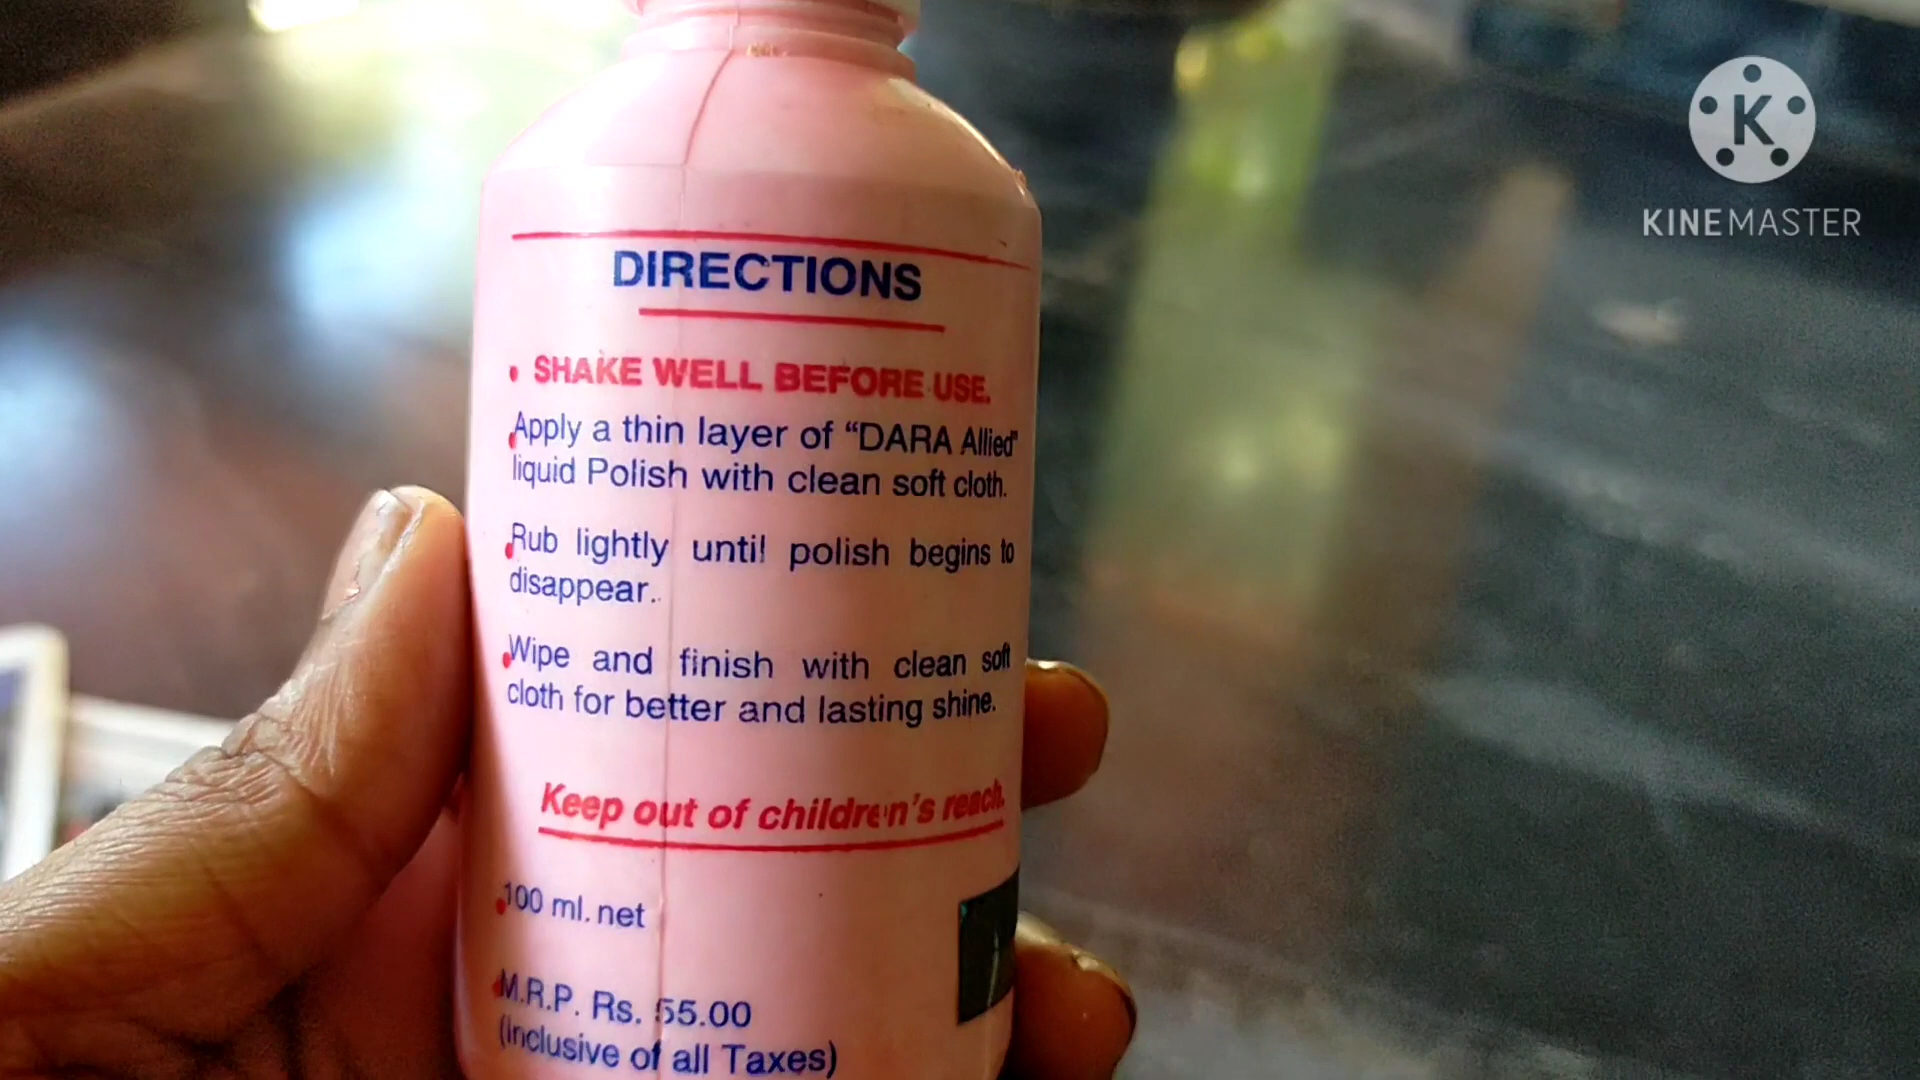 K
KINEMASTER
DIRECTIONS
• SHAKE WELL BEFORE USE.
• Apply a thin layer of “DARA Allied”
liquid Polish with clean soft cloth.
• Rub lightly until polish begins to
disappear.
• Wipe and finish with clean soft
cloth for better and lasting shine.
Keep out of children's reach.
• 100 ml. net
• M.R.P. Rs. 55.00
(inclusive of all Taxes)